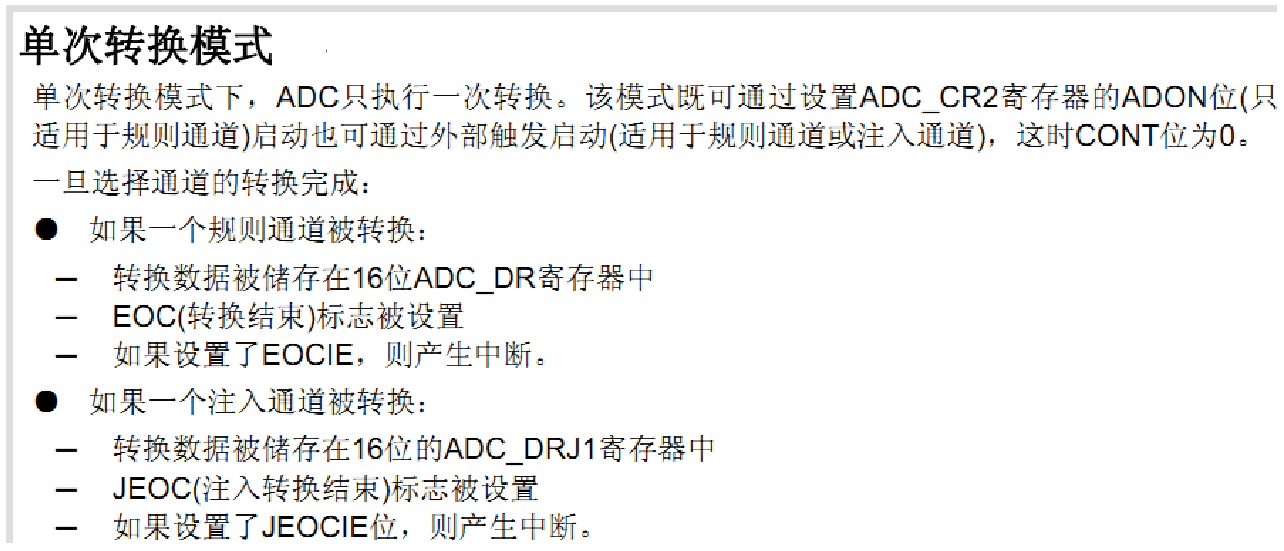 单次转换模式
单次转换模式下，ADC只执行一次转换。该模式既可通过设置ADC_CR2寄存器的ADON位(只
适用于规则通道)启动也可通过外部触发启动(适用于规则通道或注入通道)，这时CONT位为0。
一旦选择通道的转换完成：
● 如果一个规则通道被转换：
— 转换数据被储存在16位ADC_DR寄存器中
— EOC(转换结束)标志被设置
— 如果设置了EOCIE，则产生中断。
● 如果一个注入通道被转换：
— 转换数据被储存在16位的ADC_DRJ1寄存器中
— JEOC(注入转换结束)标志被设置
— 如果设置了JEOCIE位，则产生中断。